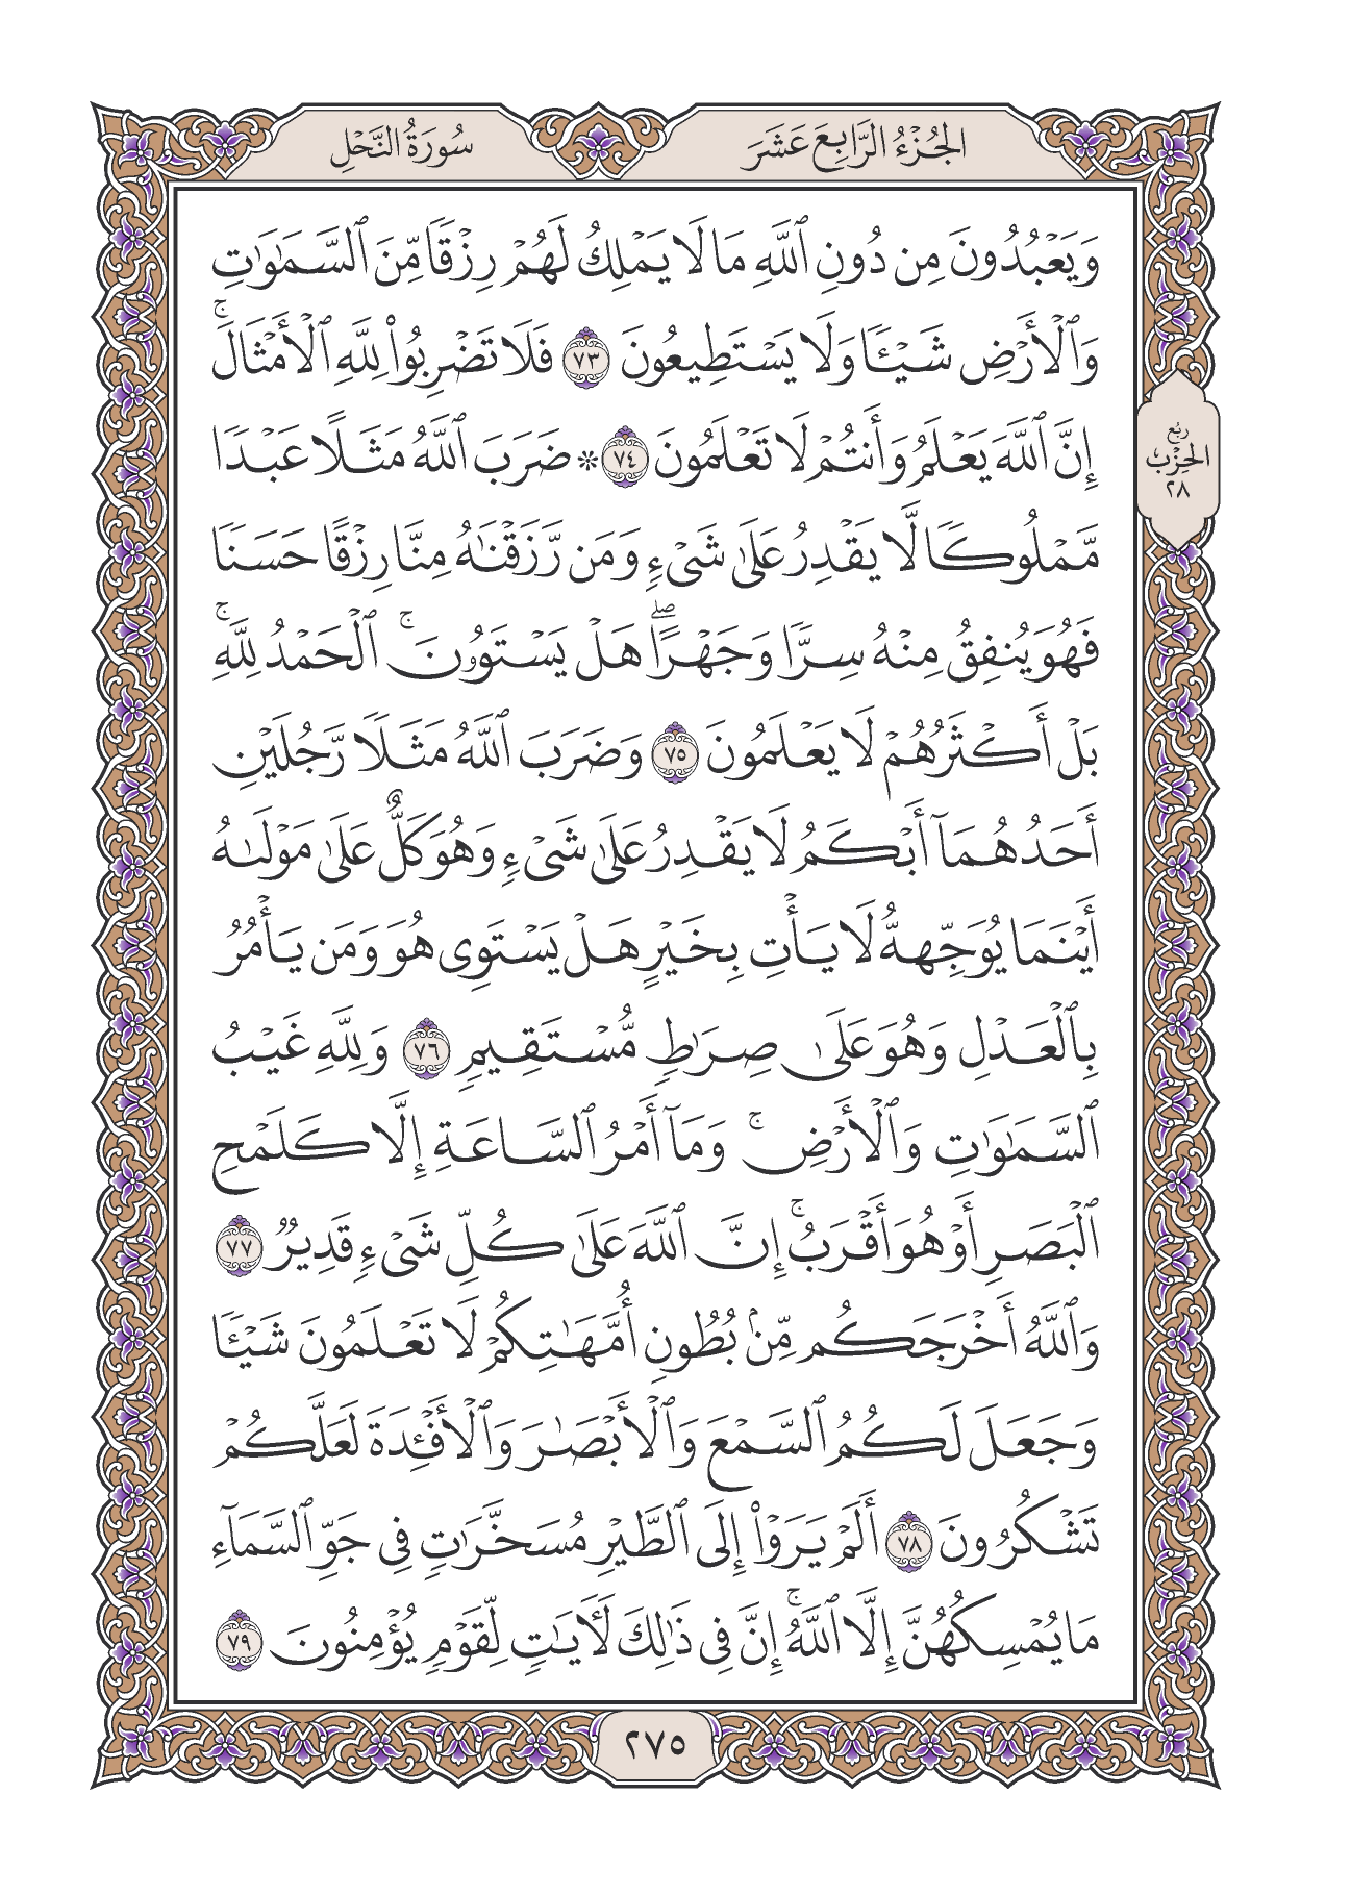 الجُزْءُ الرَّابِعَ عَشَرَ
سُورَةُ النَّحْلِ
وَيَعْبُدُونَ مِن دُونِ ٱللَّهِ مَا لَا يَمْلِكُ لَهُمْ رِزْقًا مِّنَ ٱلسَّمَٰوَٰتِ
وَٱلْأَرْضِ شَيْـًٔا وَلَا يَسْتَطِيعُونَ ٧٣ فَلَا تَضْرِبُوا۟ لِلَّهِ ٱلْأَمْثَالَ ۚ
إِنَّ ٱللَّهَ يَعْلَمُ وَأَنتُمْ لَا تَعْلَمُونَ ٧٤ * ضَرَبَ ٱللَّهُ مَثَلًا عَبْدًا
مَّمْلُوكًا لَّا يَقْدِرُ عَلَىٰ شَىْءٍ وَمَن رَّزَقْنَٰهُ مِنَّا رِزْقًا حَسَنًا
فَهُوَ يُنفِقُ مِنْهُ سِرًّا وَجَهْرًا ۖ هَلْ يَسْتَوُۥنَ ۚ ٱلْحَمْدُ لِلَّهِ ۚ
بَلْ أَكْثَرُهُمْ لَا يَعْلَمُونَ ٧٥ وَضَرَبَ ٱللَّهُ مَثَلًا رَّجُلَيْنِ
أَحَدُهُمَآ أَبْكَمُ لَا يَقْدِرُ عَلَىٰ شَىْءٍ وَهُوَ كَلٌّ عَلَىٰ مَوْلَىٰهُ
أَيْنَمَا يُوَجِّههُّ لَا يَأْتِ بِخَيْرٍ هَلْ يَسْتَوِى هُوَ وَمَن يَأْمُرُ
بِٱلْعَدْلِ وَهُوَ عَلَىٰ صِرَٰطٍ مُّسْتَقِيمٍ ٧٦ وَلِلَّهِ غَيْبُ
ٱلسَّمَٰوَٰتِ وَٱلْأَرْضِ ۚ وَمَآ أَمْرُ ٱلسَّاعَةِ إِلَّا كَلَمْحِ
ٱلْبَصَرِ أَوْ هُوَ أَقْرَبُ ۚ إِنَّ ٱللَّهَ عَلَىٰ كُلِّ شَىْءٍ قَدِيرٌ ٧٧
وَٱللَّهُ أَخْرَجَكُم مِّنۢ بُطُونِ أُمَّهَٰتِكُمْ لَا تَعْلَمُونَ شَيْـًٔا
وَجَعَلَ لَكُمُ ٱلسَّمْعَ وَٱلْأَبْصَٰرَ وَٱلْأَفْـِٔدَةَ لَعَلَّكُمْ
تَشْكُرُونَ ٧٨ أَلَمْ يَرَوْا۟ إِلَى ٱلطَّيْرِ مُسَخَّرَٰتٍ فِى جَوِّ ٱلسَّمَآءِ
مَا يُمْسِكُهُنَّ إِلَّا ٱللَّهُ ۚ إِنَّ فِى ذَٰلِكَ لَـَٔايَٰتٍ لِّقَوْمٍ يُؤْمِنُونَ ٧٩
رُبُع
الحِزْب
٢٨
٢٧٥